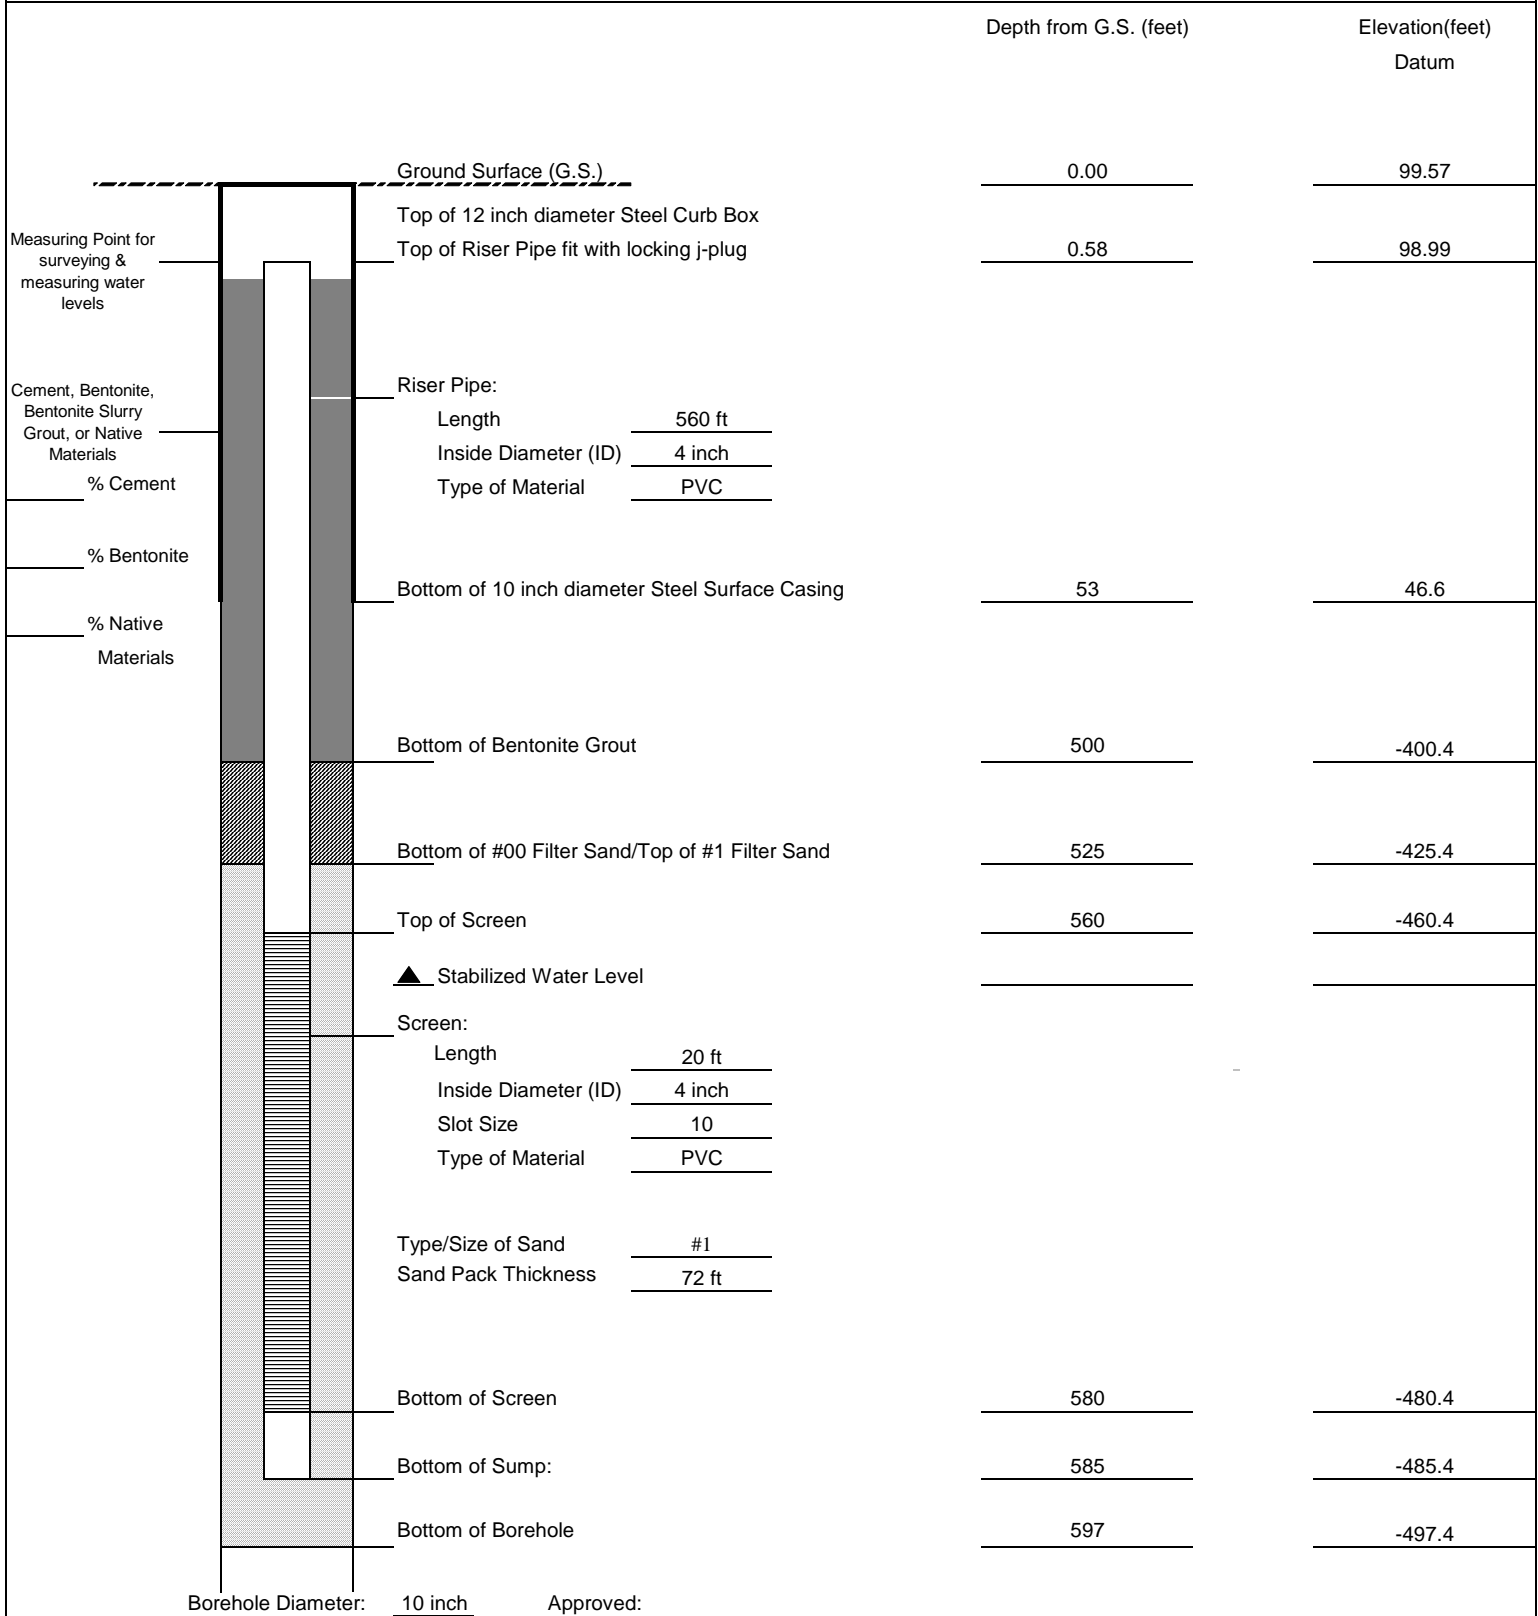 Depth from G.S. (feet) Elevation(feet)
Datum
Ground Surface (G.S.) 0.00 99.57
Top of 12 inch diameter Steel Curb Box
Measuring Point for
surveying &
measuring water
levels
Top of Riser Pipe fit with locking j-plug 0.58 98.99
Cement, Bentonite,
Bentonite Slurry
Grout, or Native
Materials
Riser Pipe:
Length 560 ft
Inside Diameter (ID) 4 inch
Type of Material PVC
% Cement
% Bentonite
Bottom of 10 inch diameter Steel Surface Casing 53 46.6
% Native
Materials
Bottom of Bentonite Grout 500 -400.4
Bottom of #00 Filter Sand/Top of #1 Filter Sand 525 -425.4
Top of Screen 560 -460.4
Stabilized Water Level
Screen:
Length 20 ft
Inside Diameter (ID) 4 inch
Slot Size 10
Type of Material PVC
Type/Size of Sand #1
Sand Pack Thickness 72 ft
Bottom of Screen 580 -480.4
Bottom of Sump: 585 -485.4
Bottom of Borehole 597 -497.4
Borehole Diameter: 10 inch Approved: